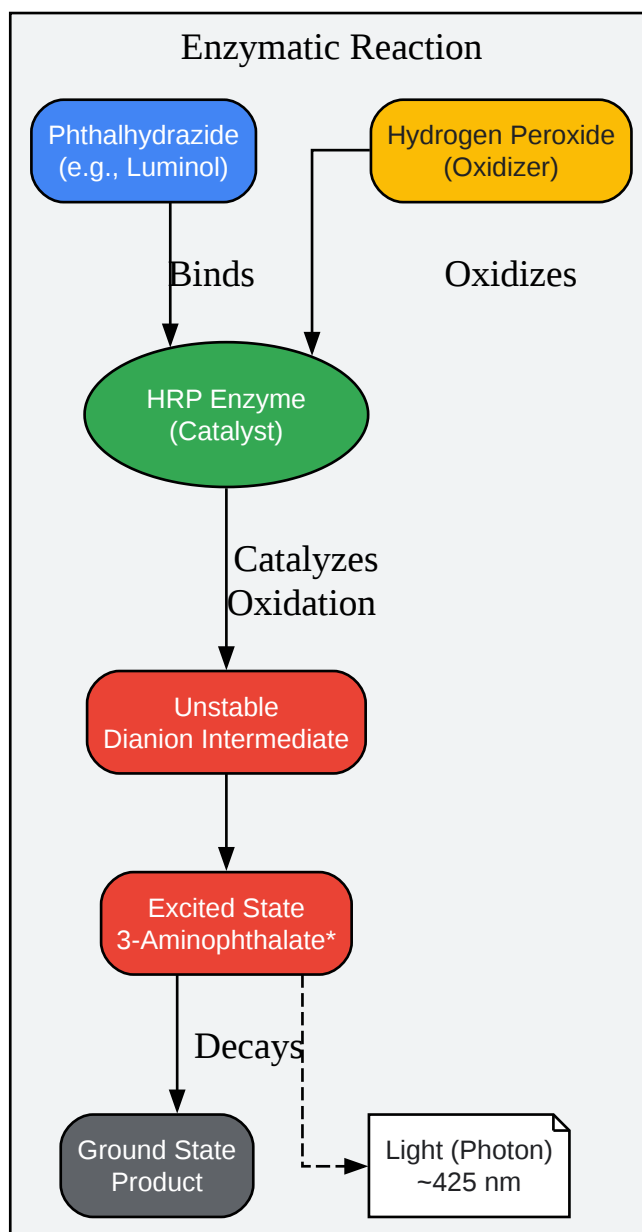 Enzymatic Reaction
Phthalhydrazide
(e.g., Luminol)
Hydrogen Peroxide
(Oxidizer)
Binds
Oxidizes
HRP Enzyme
(Catalyst)
Catalyzes
Oxidation
Unstable
Dianion Intermediate
Excited State
3-Aminophthalate*
Decays
Ground State
Product
Light (Photon)
~425 nm